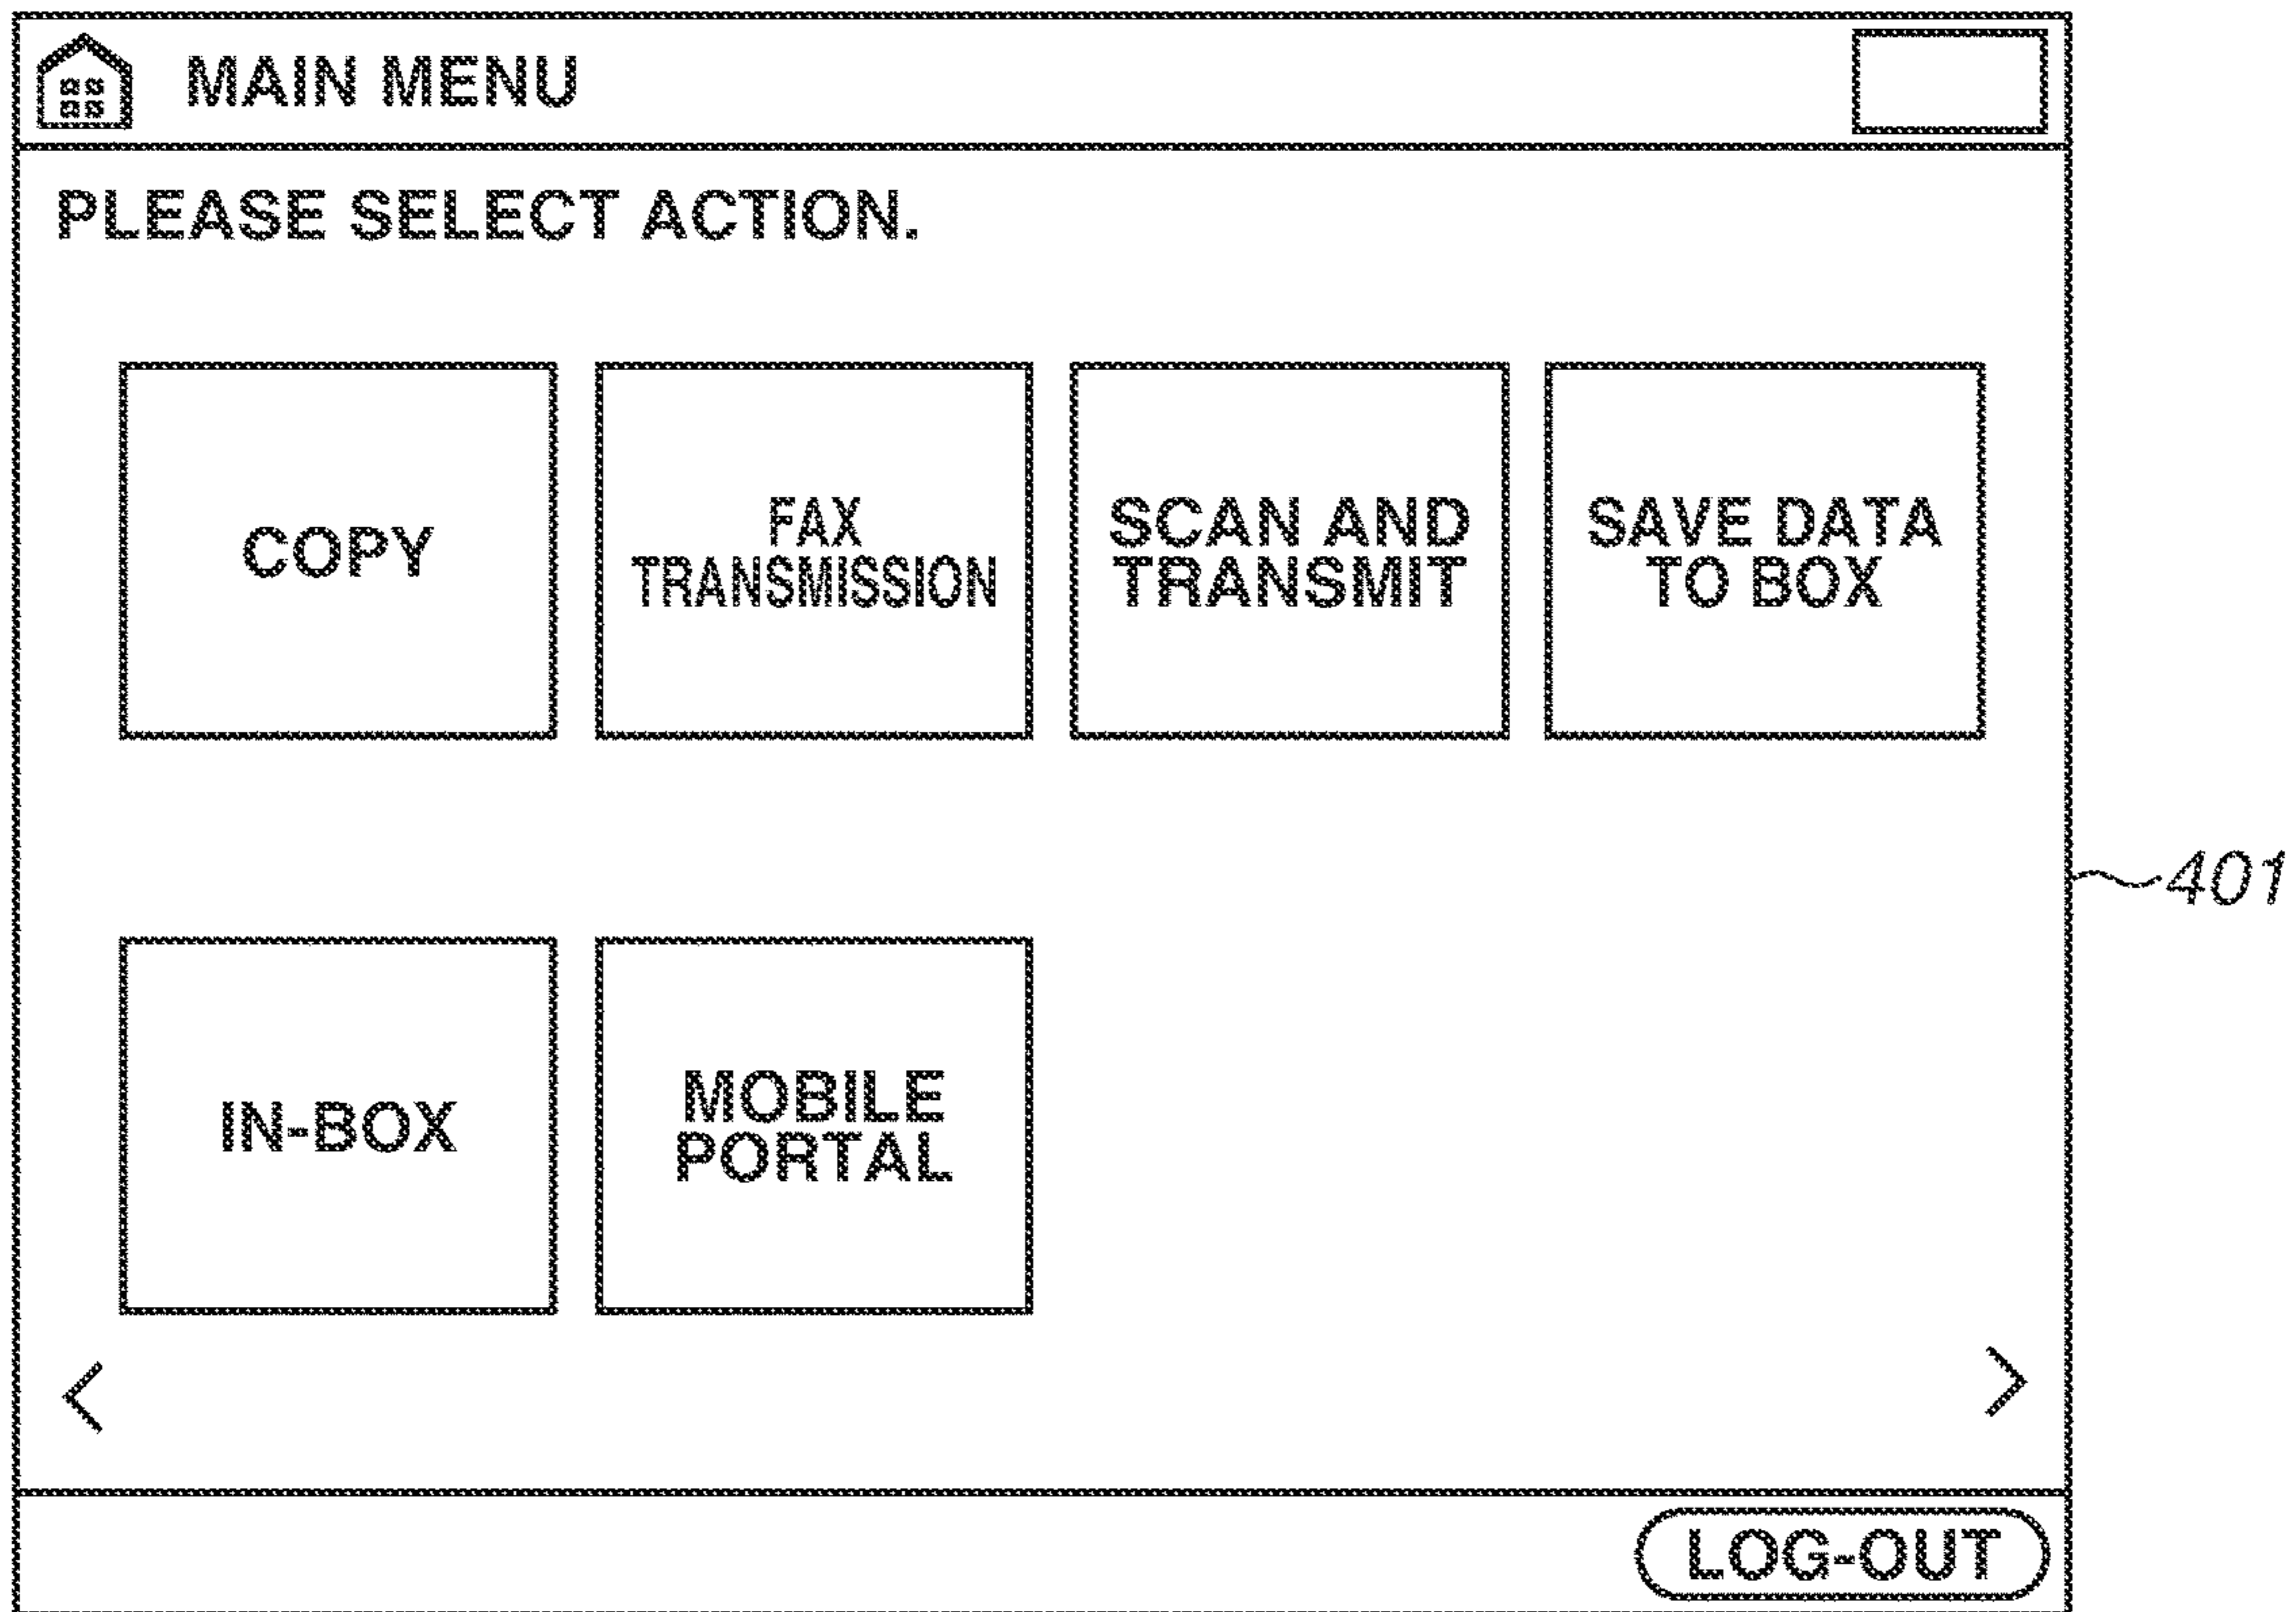 MAIN MENU
PLEASE SELECT ACTION.
COPY
FAX
TRANSMISSION
SCAN AND
TRANSMIT
SAVE DATA
TO BOX
401
IN-BOX
MOBILE
PORTAL
<
>
LOG-OUT